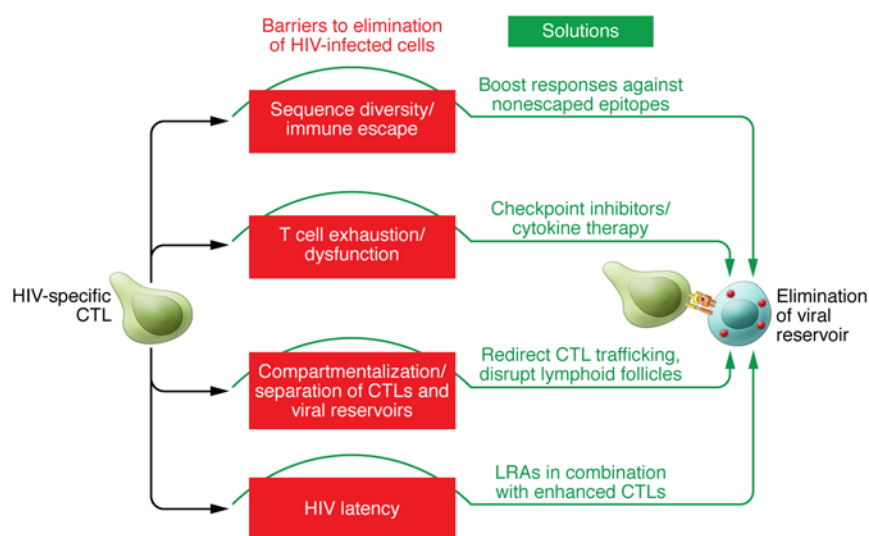 Barriers to elimination
of HIV-infected cells
Solutions
Sequence diversity/
immune escape
Boost responses against
nonescaped epitopes
T cell exhaustion/
dysfunction
Checkpoint inhibitors/
cytokine therapy
HIV-specific
CTL
Elimination
of viral
reservoir
Compartmentalization/
separation of CTLs and
viral reservoirs
Redirect CTL trafficking,
disrupt lymphoid follicles
HIV latency
LRAs in combination
with enhanced CTLs